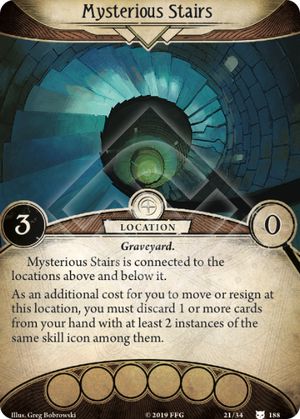 Mysterious Stairs
3
LOCATION
0
Graveyard.
Mysterious Stairs is connected to the
locations above and below it.
As an additional cost for you to move or resign at
this location, you must discard 1 or more cards
from your hand with at least 2 instances of the
same skill icon among them.
Illus. Greg Bobrowski © 2019 FFG 21/34 188